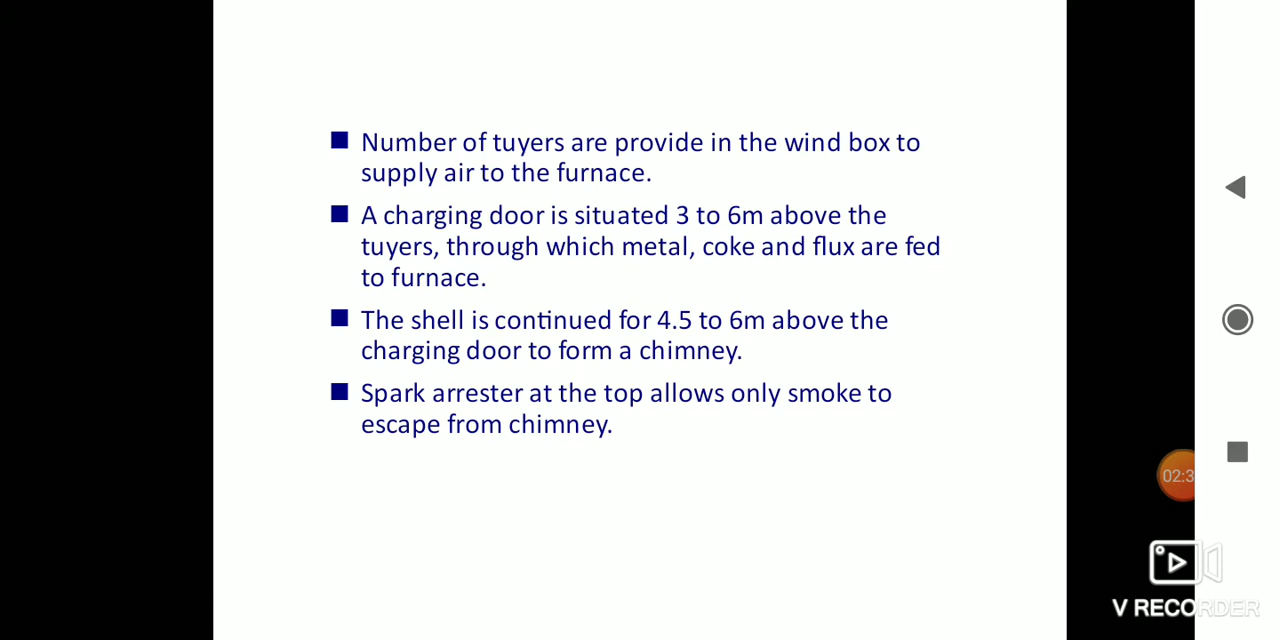 Number of tuyers are provide in the wind box to
supply air to the furnace.
A charging door is situated 3 to 6m above the
tuyers, through which metal, coke and flux are fed
to furnace.
The shell is continued for 4.5 to 6m above the
charging door to form a chimney.
Spark arrester at the top allows only smoke to
escape from chimney.
02:3
V RECORDER